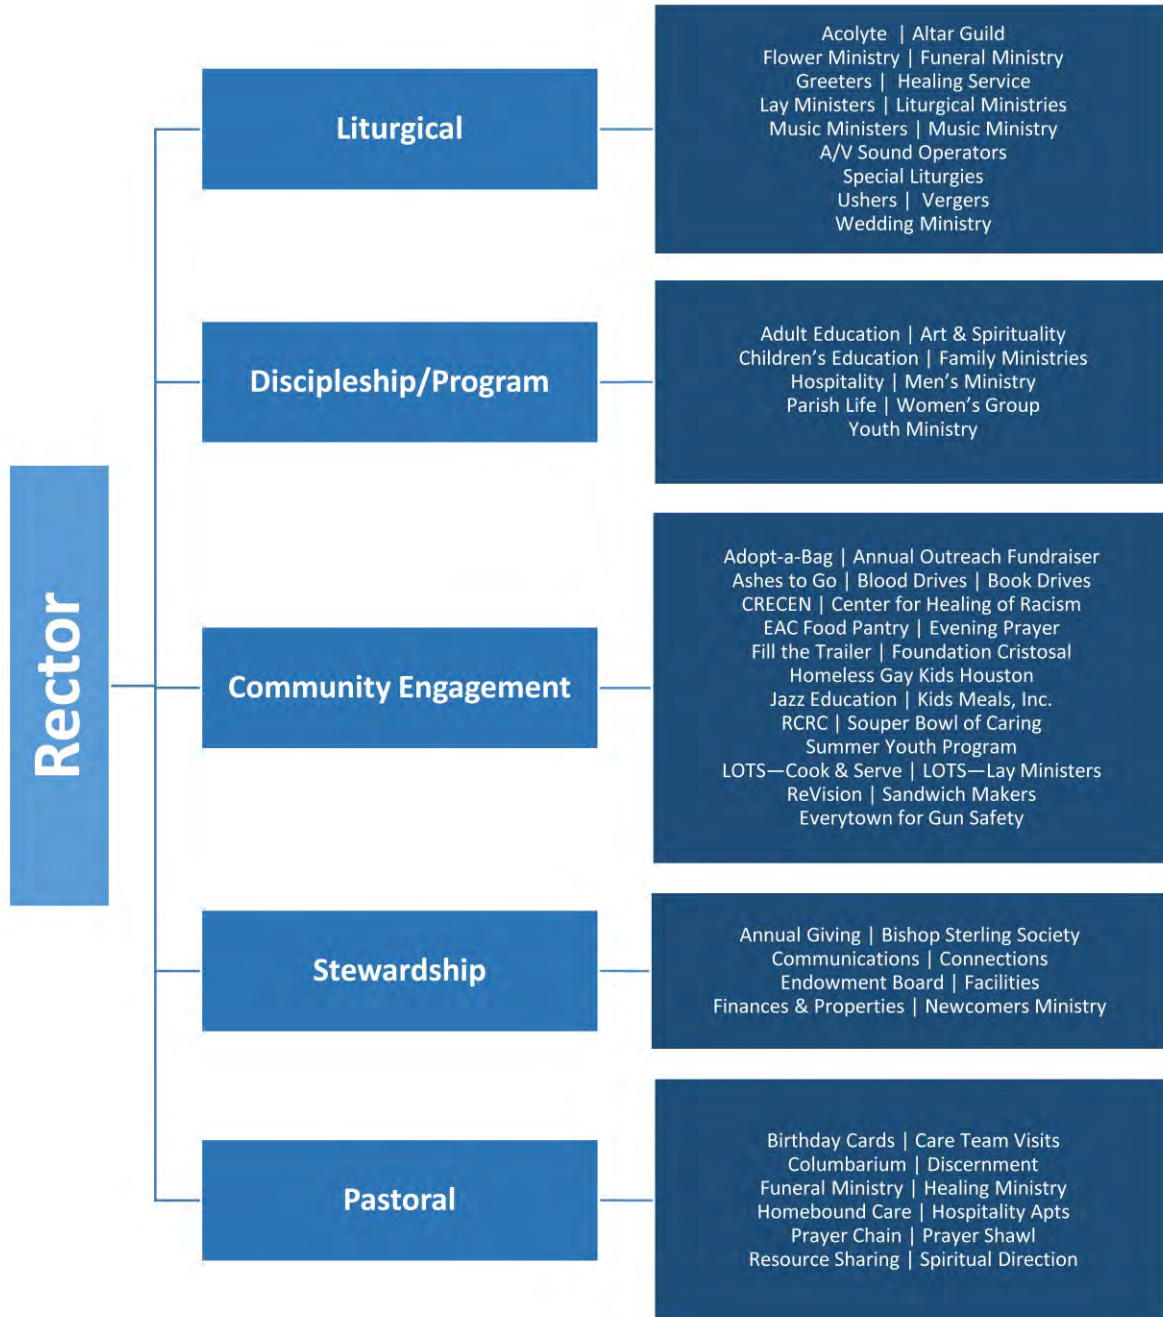 Rector
Liturgical
Acolyte | Altar Guild
Flower Ministry | Funeral Ministry
Greeters | Healing Service
Lay Ministers | Liturgical Ministries
Music Ministers | Music Ministry
A/V Sound Operators
Special Liturgies
Ushers | Vergers
Wedding Ministry
Discipleship/Program
Adult Education | Art & Spirituality
Children’s Education | Family Ministries
Hospitality | Men’s Ministry
Parish Life | Women’s Group
Youth Ministry
Community Engagement
Adopt-a-Bag | Annual Outreach Fundraiser
Ashes to Go | Blood Drives | Book Drives
CRECEN | Center for Healing of Racism
EAC Food Pantry | Evening Prayer
Fill the Trailer | Foundation Cristosal
Homeless Gay Kids Houston
Jazz Education | Kids Meals, Inc.
RCRC | Souper Bowl of Caring
Summer Youth Program
LOTS—Cook & Serve | LOTS—Lay Ministers
ReVision | Sandwich Makers
Everytown for Gun Safety
Stewardship
Annual Giving | Bishop Sterling Society
Communications | Connections
Endowment Board | Facilities
Finances & Properties | Newcomers Ministry
Pastoral
Birthday Cards | Care Team Visits
Columbarium | Discernment
Funeral Ministry | Healing Ministry
Homebound Care | Hospitality Apts
Prayer Chain | Prayer Shawl
Resource Sharing | Spiritual Direction